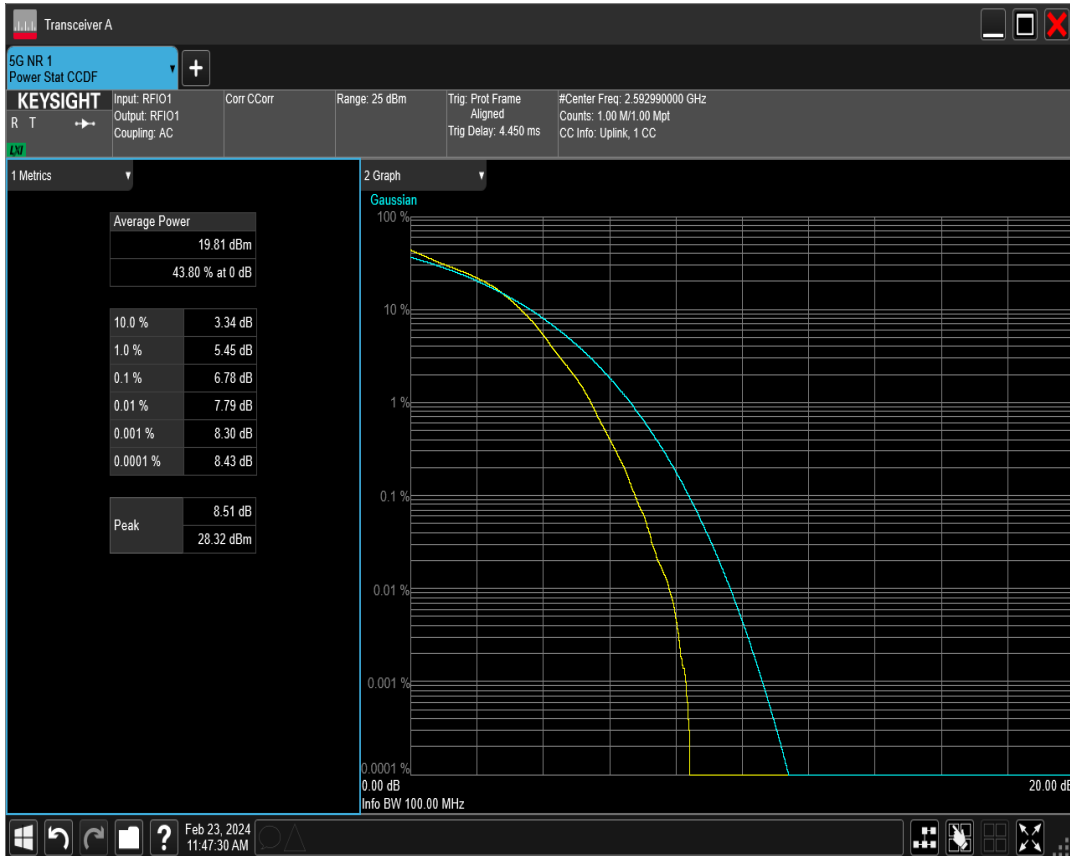 Transceiver A
5G NR 1
Power Stat CCDF
+
KEYSIGHT
R T
LXI
Input: RFIO1
Output: RFIO1
Coupling: AC
Corr CCorr
Range: 25 dBm
Trig: Prot Frame
Aligned
Trig Delay: 4.450 ms
#Center Freq: 2.592990000 GHz
Counts: 1.00 M/1.00 Mpt
CC Info: Uplink, 1 CC
1 Metrics
Average Power
19.81 dBm
43.80 % at 0 dB
10.0 % 3.34 dB
1.0 % 5.45 dB
0.1 % 6.78 dB
0.01 % 7.79 dB
0.001 % 8.30 dB
0.0001 % 8.43 dB
Peak
8.51 dB
28.32 dBm
2 Graph
Gaussian
100 %
10 %
1 %
0.1 %
0.01 %
0.001 %
0.0001 %
0.00 dB 20.00 dB
Info BW 100.00 MHz
?
Feb 23, 2024
11:47:30 AM